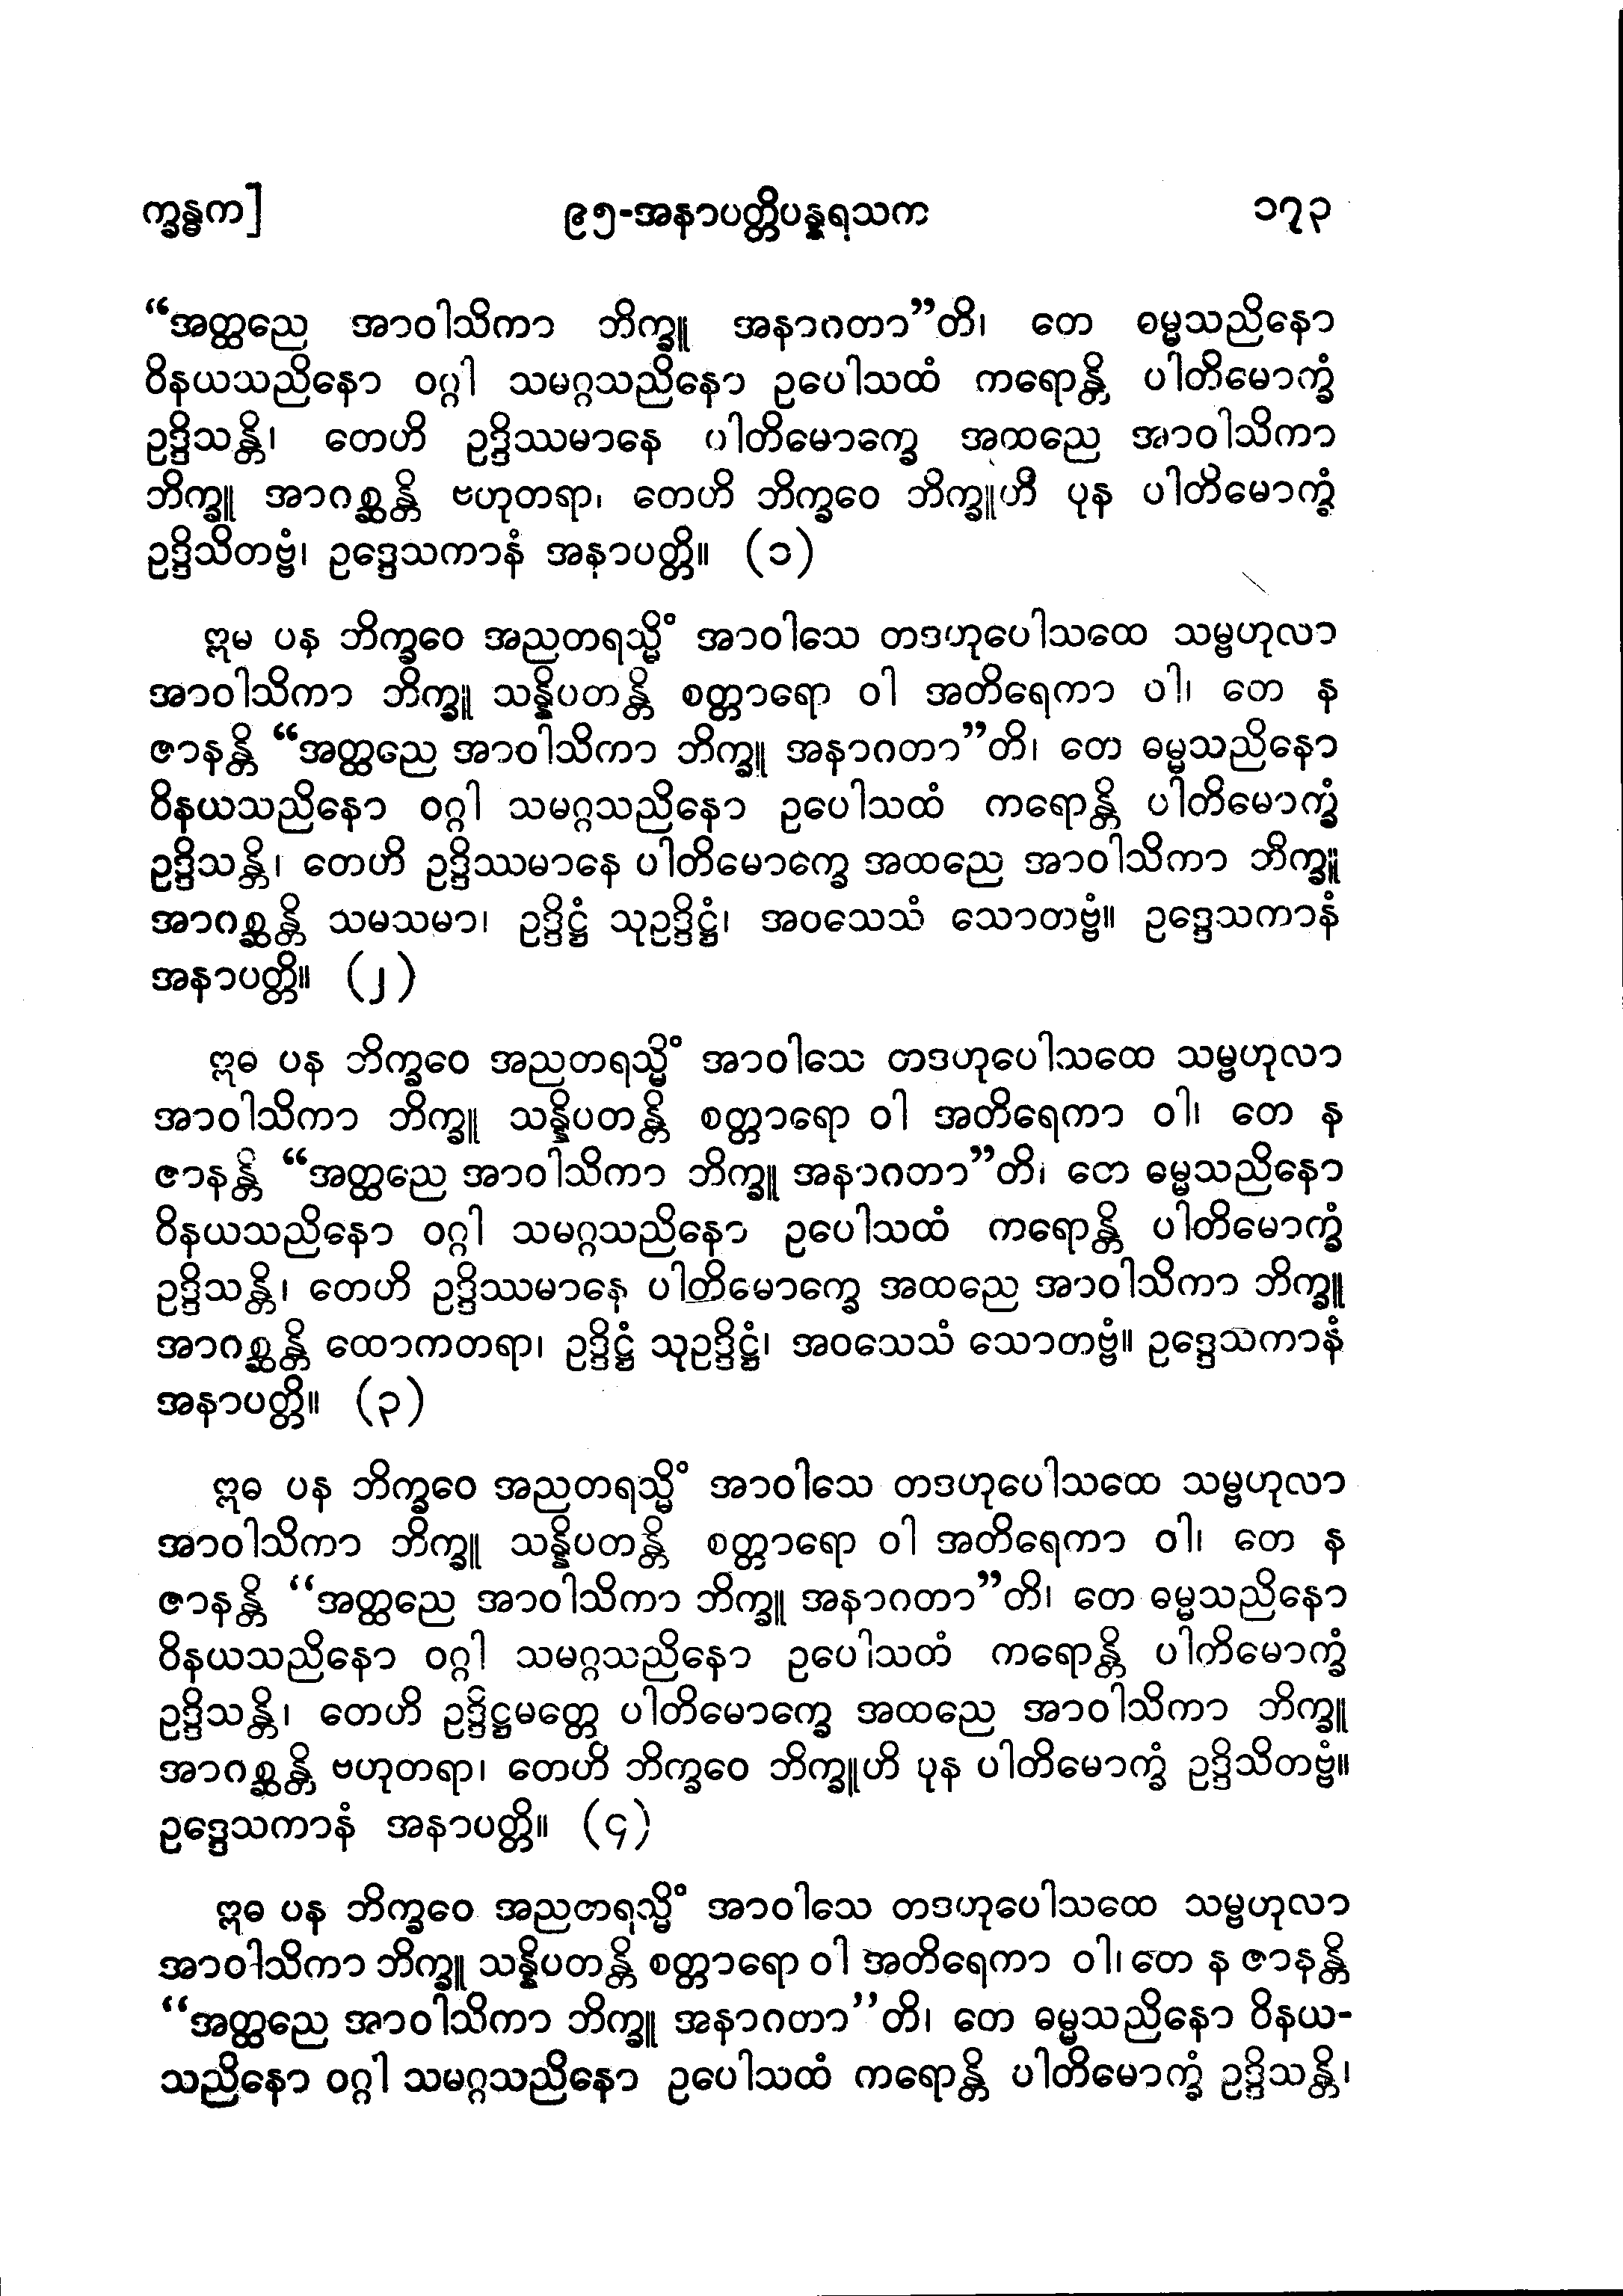 က္ခန္ဓက] ၉၅-အနာပတ္တိပန္နရသက ၁၇၃
“အတ္ထညေ အာဝါသိကာ ဘိက္ခူ အနာဂတာ”တိ၊ တေ ဓမ္မသညိနော
ဝိနယသညိနော ဝဂ္ဂါ သမဂ္ဂသညိနော ဥပေါသထံ ကရောန္တိ ပါတိမောက္ခံ
ဥဒ္ဒိသန္တိ၊ တေဟိ ဥဒ္ဒိဿမာနေ ပါတိမောက္ခေ အထညေ အာဝါသိကာ
ဘိက္ခူ အာဂစ္ဆန္တိ ဗဟုတရာ၊ တေဟိ ဘိက္ခဝေ ဘိက္ခူဟိ ပုန ပါတိမောက္ခံ
ဥဒ္ဒိသိတဗ္ဗံ၊ ဥဒ္ဒေသကာနံ အနာပတ္တိ။ (၁)
ဣမ ပန ဘိက္ခဝေ အညတရသ္မိံ အာဝါသေ တဒဟုပေါသထေ သမ္ဗဟုလာ
အာဝါသိကာ ဘိက္ခူ သန္နိပတန္တိ စတ္တာရော ဝါ အတိရေကာ ဝါ၊ တေ န
ဇာနန္တိ “အတ္ထညေ အာဝါသိကာ ဘိက္ခူ အနာဂတာ”တိ၊ တေ ဓမ္မသညိနော
ဝိနယသညိနော ဝဂ္ဂါ သမဂ္ဂသညိနော ဥပေါသထံ ကရောန္တိ ပါတိမောက္ခံ
ဥဒ္ဒိသန္တိ၊ တေဟိ ဥဒ္ဒိဿမာနေ ပါတိမောက္ခေ အထညေ အာဝါသိကာ ဘိက္ခူ
အာဂစ္ဆန္တိ သမသမာ၊ ဥဒ္ဒိဋ္ဌံ သုဥဒ္ဒိဋ္ဌံ၊ အဝသေသံ သောတဗ္ဗံ။ ဥဒ္ဒေသကာနံ
အနာပတ္တိ။ (၂)
ဣဓ ပန ဘိက္ခဝေ အညတရသ္မိံ အာဝါသေ တဒဟုပေါသထေ သမ္ဗဟုလာ
အာဝါသိကာ ဘိက္ခူ သန္နိပတန္တိ စတ္တာရော ဝါ အတိရေကာ ဝါ၊ တေ န
ဇာနန္တိ “အတ္ထညေ အာဝါသိကာ ဘိက္ခူ အနာဂတာ”တိ၊ တေ ဓမ္မသညိနော
ဝိနယသညိနော ဝဂ္ဂါ သမဂ္ဂသညိနော ဥပေါသထံ ကရောန္တိ ပါတိမောက္ခံ
ဥဒ္ဒိသန္တိ၊ တေဟိ ဥဒ္ဒိဿမာနေ ပါတိမောက္ခေ အထညေ အာဝါသိကာ ဘိက္ခူ
အာဂစ္ဆန္တိ ထောကတရာ၊ ဥဒ္ဒိဋ္ဌံ သုဥဒ္ဒိဋ္ဌံ၊ အဝသေသံ သောတဗ္ဗံ။ ဥဒ္ဒေသကာနံ
အနာပတ္တိ။ (၃)
ဣဓ ပန ဘိက္ခဝေ အညတရသ္မိံ အာဝါသေ တဒဟုပေါသထေ သမ္ဗဟုလာ
အာဝါသိကာ ဘိက္ခူ သန္နိပတန္တိ စတ္တာရော ဝါ အတိရေကာ ဝါ၊ တေ န
ဇာနန္တိ “အတ္ထညေ အာဝါသိကာ ဘိက္ခူ အနာဂတာ”တိ၊ တေ ဓမ္မသညိနော
ဝိနယသညိနော ဝဂ္ဂါ သမဂ္ဂသညိနော ဥပေါသတံ ကရောန္တိ ပါတိမောက္ခံ
ဥဒ္ဒိသန္တိ၊ တေဟိ ဥဒ္ဒိဋ္ဌမတ္တေ ပါတိမောက္ခေ အထညေ အာဝါသိကာ ဘိက္ခူ
အာဂစ္ဆန္တိ ဗဟုတရာ၊ တေဟိ ဘိက္ခဝေ ဘိက္ခူဟိ ပုန ပါတိမောက္ခံ ဥဒ္ဒိသိတဗ္ဗံ။
ဥဒ္ဒေသကာနံ အနာပတ္တိ။ (၄)
ဣဓ ပန ဘိက္ခဝေ အညတရသ္မိံ အာဝါသေ တဒဟုပေါသထေ သမ္ဗဟုလာ
အာဝါသိကာ ဘိက္ခူ သန္နိပတန္တိ စတ္တာရော ဝါ အတိရေကာ ဝါ၊ တေ န ဇာနန္တိ
“အတ္ထညေ အာဝါသိကာ ဘိက္ခူ အနာဂတာ”တိ၊ တေ ဓမ္မသညိနော ဝိနယ-
သညိနော ဝဂ္ဂါ သမဂ္ဂသညိနော ဥပေါသထံ ကရောန္တိ ပါတိမောက္ခံ ဥဒ္ဒိသန္တိ၊